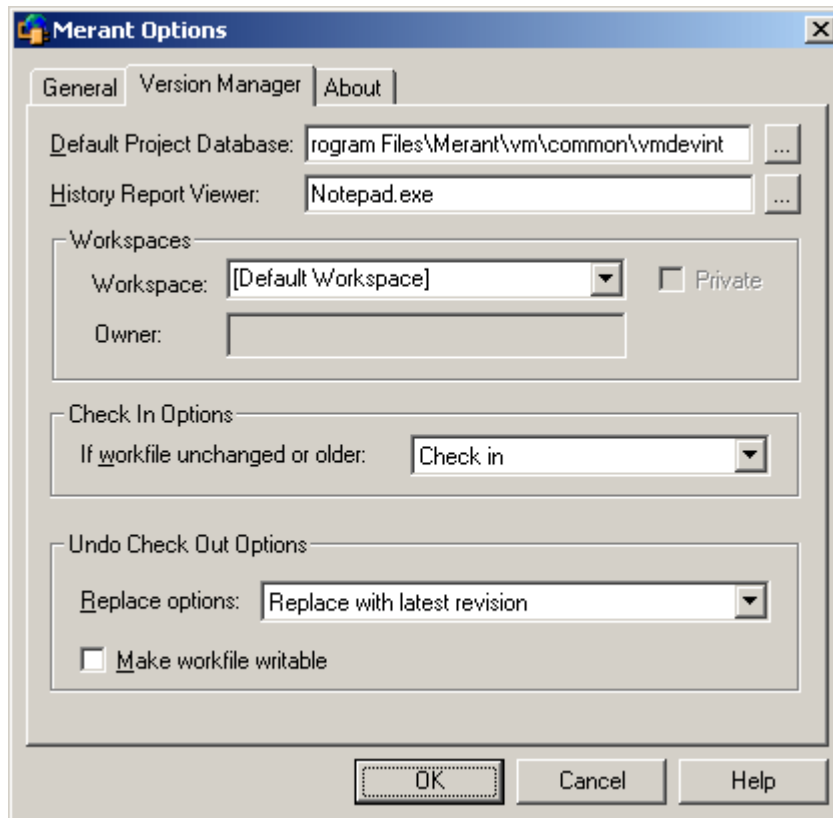 Merant Options
General Version Manager About
Default Project Database: rogram Files\Merant\vm\common\vmdevint ...
History Report Viewer: Notepad.exe ...
Workspaces
Workspace: [Default Workspace] Private
Owner:
Check In Options
If workfile unchanged or older: Check in
Undo Check Out Options
Replace options: Replace with latest revision
Make workfile writable
OK Cancel Help